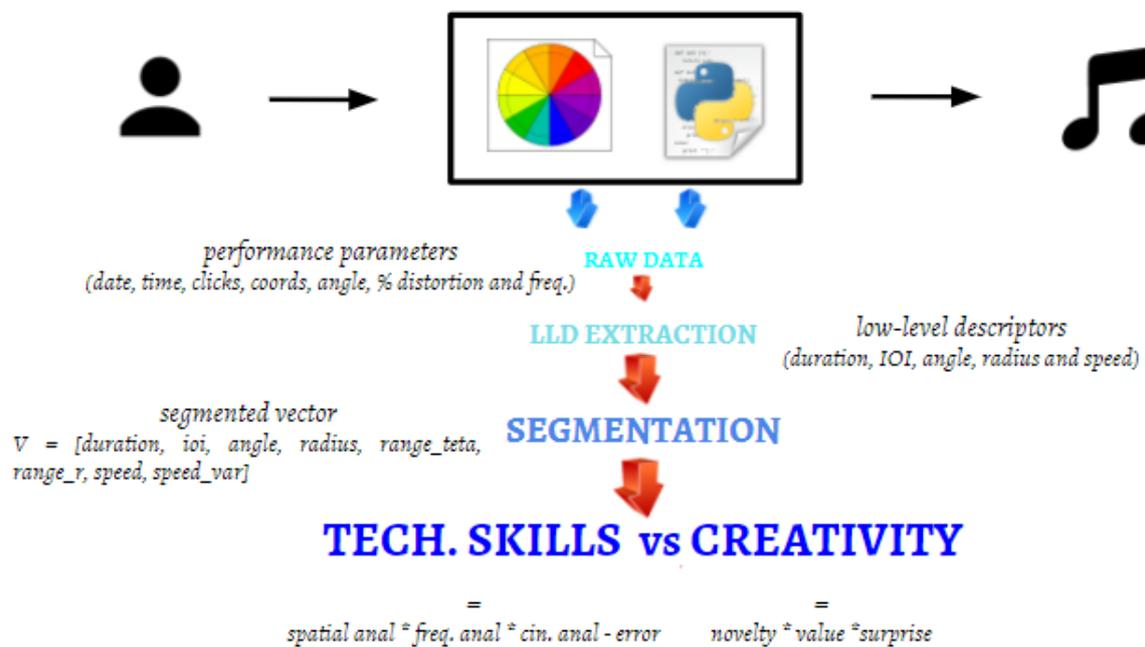 performance parameters
(date, time, clicks, coords, angle, % distortion and freq.)
RAW DATA
LLD EXTRACTION
low-level descriptors
(duration, IOI, angle, radius and speed)
segmented vector
V = [duration, ioi, angle, radius, range_teta,
range_r, speed, speed_var]
SEGMENTATION
TECH. SKILLS vs CREATIVITY
= =
spatial anal * freq. anal * cin. anal - error novelty * value *surprise